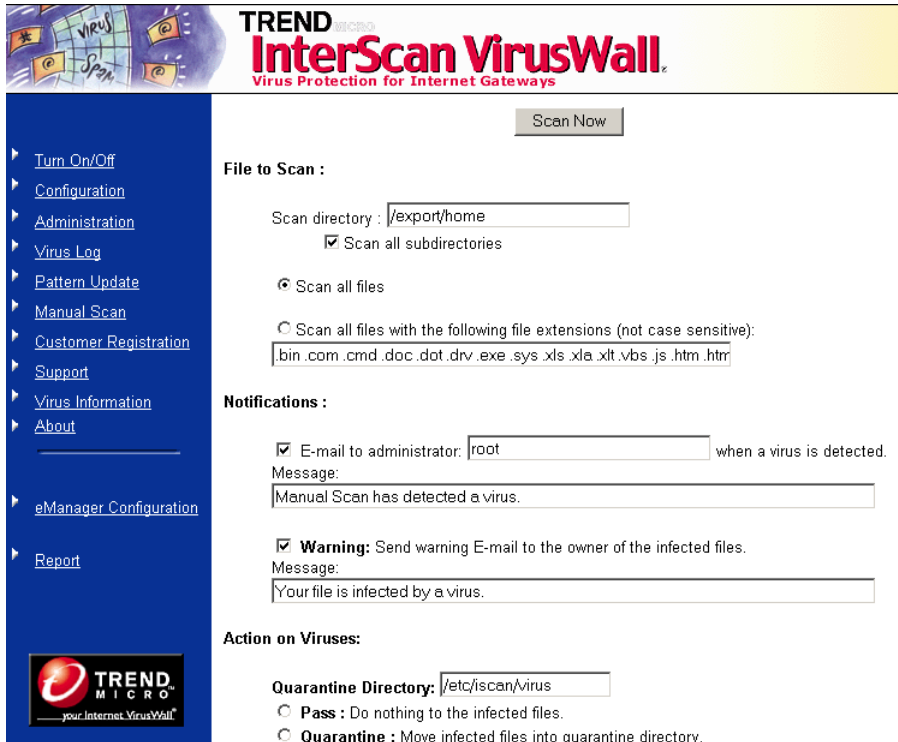 VIRUS
Spam
TREND MICRO
InterScan VirusWall®
Virus Protection for Internet Gateways
Scan Now
Turn On/Off
Configuration
Administration
Virus Log
Pattern Update
Manual Scan
Customer Registration
Support
Virus Information
About
eManager Configuration
Report
TREND
MICRO™
your Internet VirusWall®
File to Scan :
Scan directory : /export/home
Scan all subdirectories
Scan all files
Scan all files with the following file extensions (not case sensitive):
.bin .com .cmd .doc .dot .drv .exe .sys .xls .xla .xlt .vbs .js .htm .htm
Notifications :
E-mail to administrator: root when a virus is detected.
Message:
Manual Scan has detected a virus.
Warning: Send warning E-mail to the owner of the infected files.
Message:
Your file is infected by a virus.
Action on Viruses:
Quarantine Directory: /etc/iscan/virus
Pass : Do nothing to the infected files.
Quarantine : Move infected files into quarantine directory.